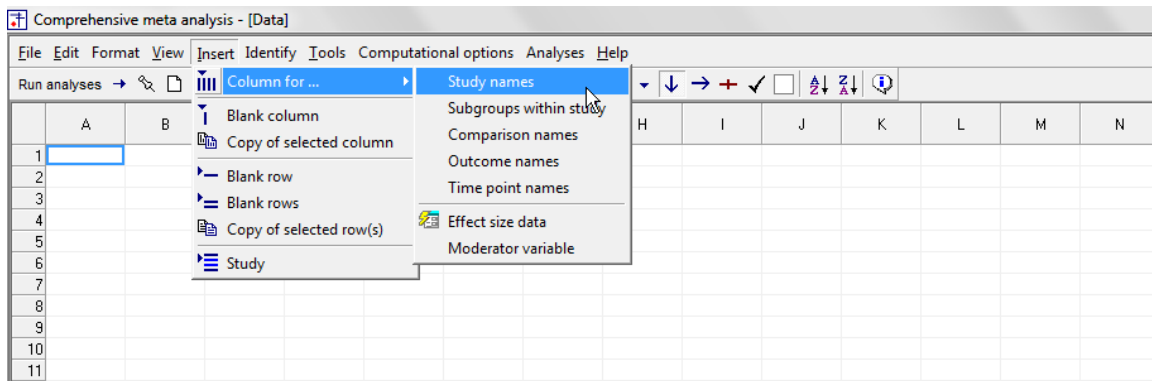 Comprehensive meta analysis - [Data]
File Edit Format View Insert Identify Tools Computational options Analyses Help
Run analyses
Column for ...
Blank column
Copy of selected column
Blank row
Blank rows
Copy of selected row(s)
Study
Study names
Subgroups within study
Comparison names
Outcome names
Time point names
Effect size data
Moderator variable
A B H I J K L M N
1
2
3
4
5
6
7
8
9
10
11